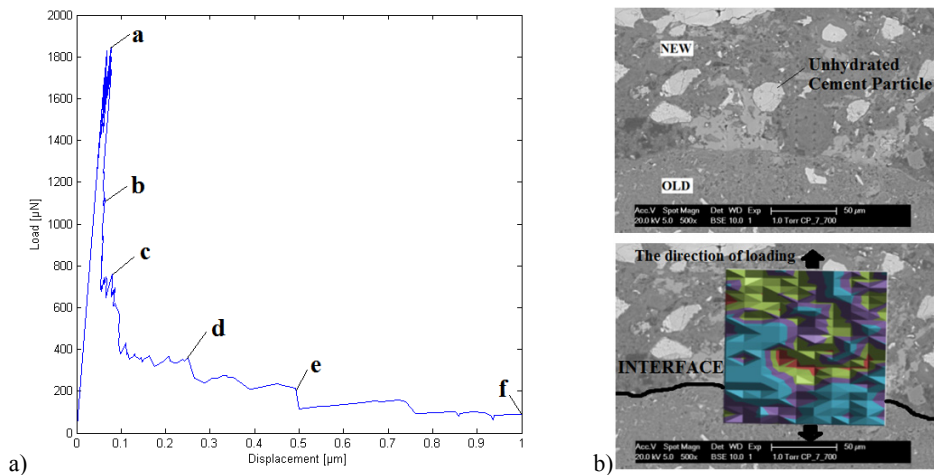 2000
1800
1600
1400
1200
1000
800
600
400
200
0
Load [µN]
0 0.1 0.2 0.3 0.4 0.5 0.6 0.7 0.8 0.9 1
Displacement [µm]
a
b
c
d
e
f
a)
NEW
Unhydrated
Cement Particle
OLD
Acc.V Spot Magn Det WD Exp 50 µm
20.0 kV 5.0 500x BSE 10.0 1 1.0 Torr CP_7_700
The direction of loading
INTERFACE
Acc.V Spot Magn Det WD Exp 50 µm
20.0 kV 5.0 500x BSE 10.0 1 1.0 Torr CP_7_700
b)